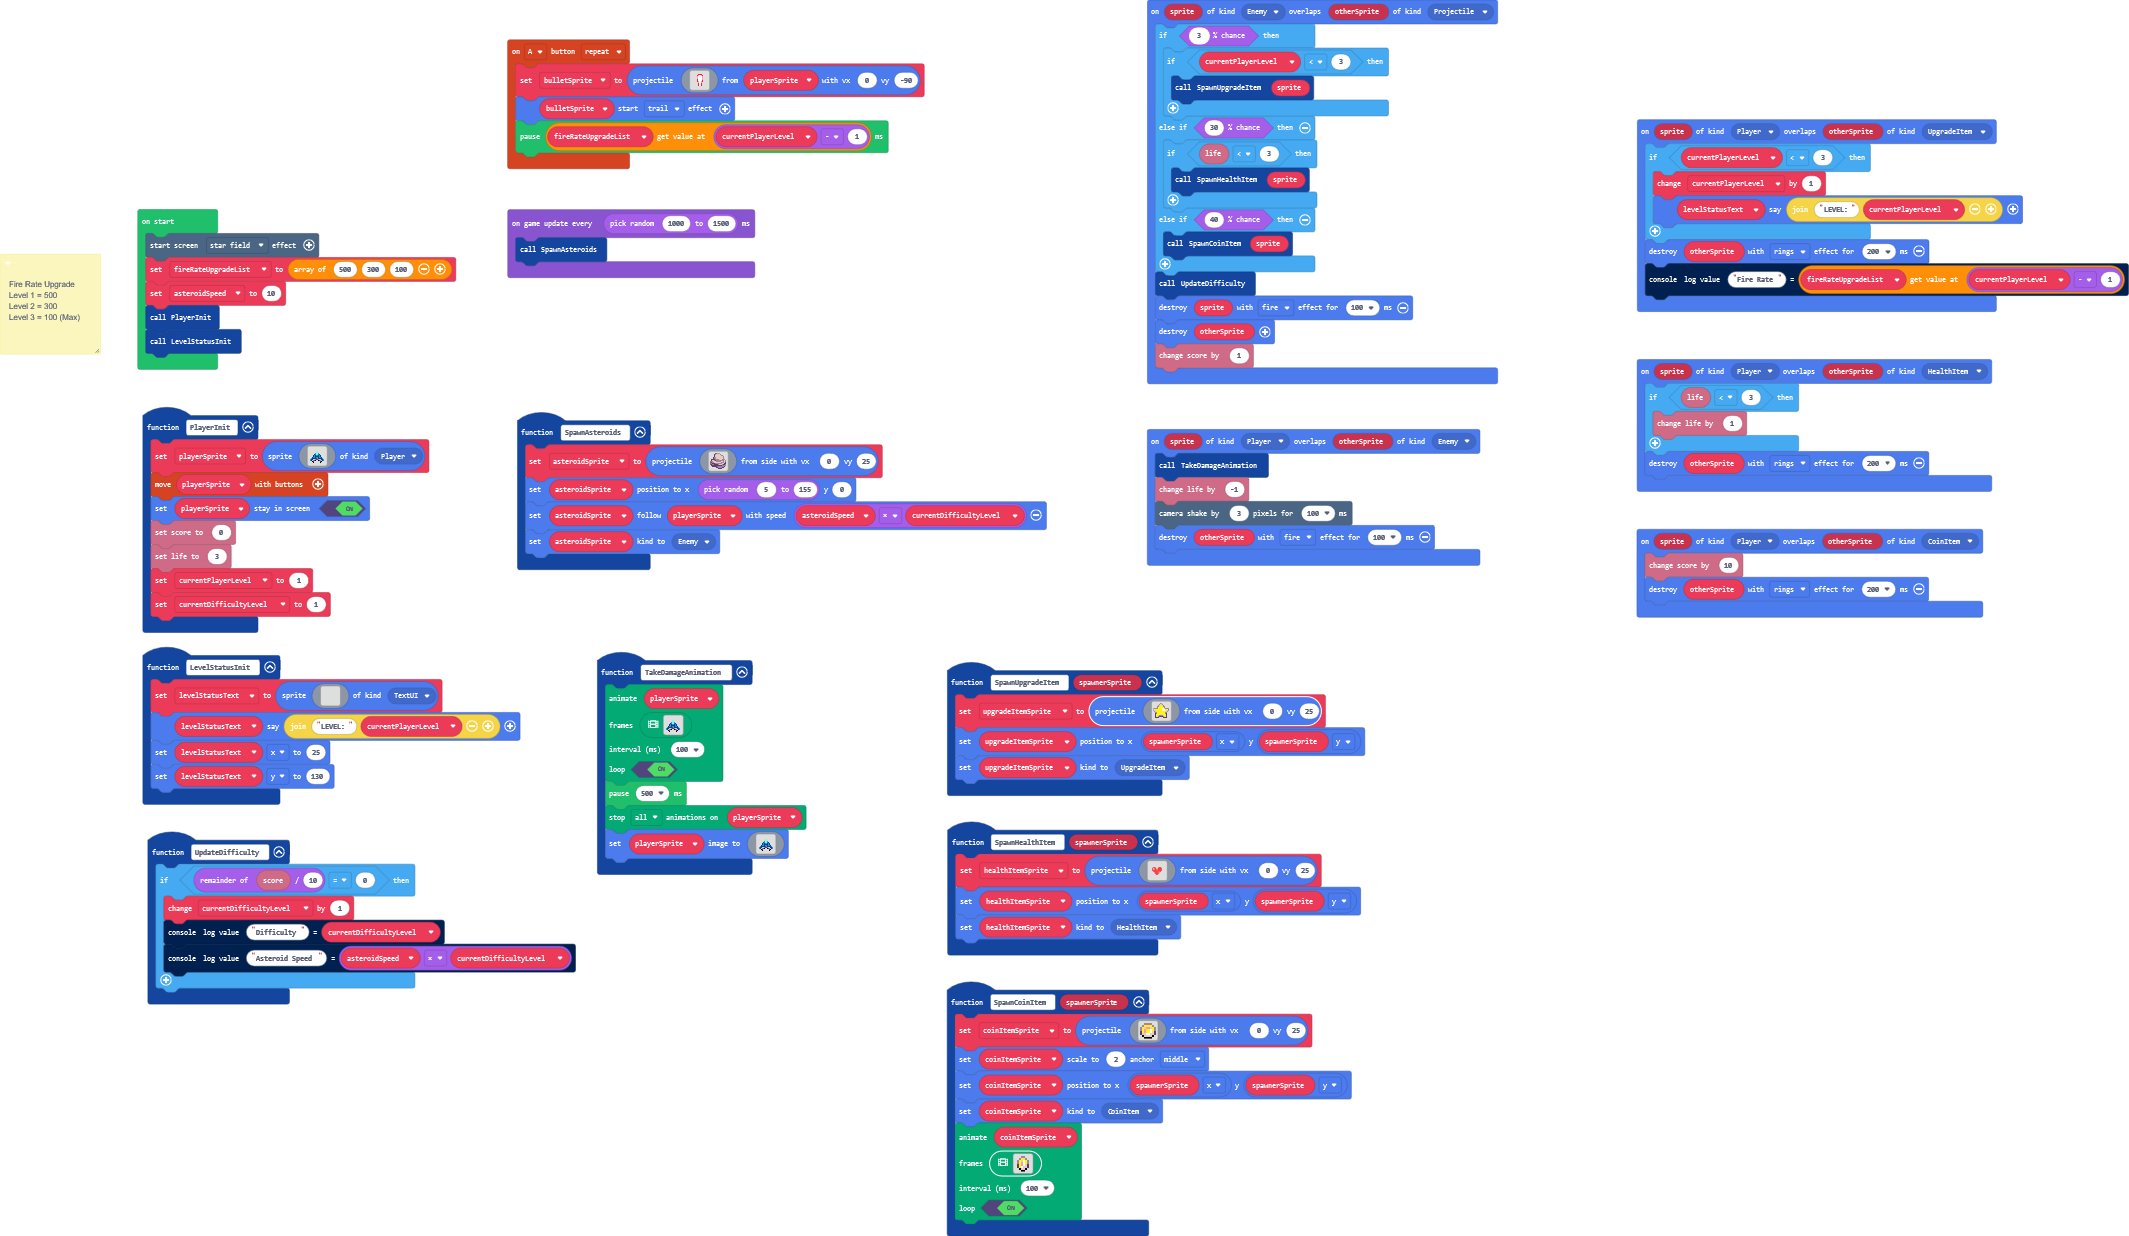 Fire Rate Upgrade
Level 1 = 500
Level 2 = 300
Level 3 = 100 (Max)
on start
start screen star field effect
set fireRateUpgradeList to array of 500 300 100
set asteroidSpeed to 10
call PlayerInit
call LevelStatusInit
function PlayerInit
set playerSprite to sprite of kind Player
move playerSprite with buttons
set playerSprite stay in screen ON
set score to 0
set life to 3
set currentPlayerLevel to 1
set currentDifficultyLevel to 1
function LevelStatusInit
set levelStatusText to sprite of kind TextUI
levelStatusText say join "LEVEL: " currentPlayerLevel
set levelStatusText x to 25
set levelStatusText y to 130
function UpdateDifficulty
if remainder of score / 10 = 0 then
change currentDifficultyLevel by 1
console log value "Difficulty " = currentDifficultyLevel
console log value "Asteroid Speed " = asteroidSpeed × currentDifficultyLevel
on A button repeat
set bulletSprite to projectile from playerSprite with vx 0 vy -90
bulletSprite start trail effect
pause fireRateUpgradeList get value at currentPlayerLevel - 1 ms
on game update every pick random 1000 to 1500 ms
call SpawnAsteroids
function SpawnAsteroids
set asteroidSprite to projectile from side with vx 0 vy 25
set asteroidSprite position to x pick random 5 to 155 y 0
set asteroidSprite follow playerSprite with speed asteroidSpeed × currentDifficultyLevel
set asteroidSprite kind to Enemy
function TakeDamageAnimation
animate playerSprite
frames
interval (ms) 100
loop ON
pause 500 ms
stop all animations on playerSprite
set playerSprite image to
on sprite of kind Enemy overlaps otherSprite of kind Projectile
if 3 % chance then
if currentPlayerLevel < 3 then
call SpawnUpgradeItem sprite
else if 30 % chance then
if life < 3 then
call SpawnHealthItem sprite
else if 40 % chance then
call SpawnCoinItem sprite
call UpdateDifficulty
destroy sprite with fire effect for 100 ms
destroy otherSprite
change score by 1
on sprite of kind Player overlaps otherSprite of kind Enemy
call TakeDamageAnimation
change life by -1
camera shake by 3 pixels for 100 ms
destroy otherSprite with fire effect for 100 ms
function SpawnUpgradeItem spawnerSprite
set upgradeItemSprite to projectile from side with vx 0 vy 25
set upgradeItemSprite position to x spawnerSprite x y spawnerSprite y
set upgradeItemSprite kind to UpgradeItem
function SpawnHealthItem spawnerSprite
set healthItemSprite to projectile from side with vx 0 vy 25
set healthItemSprite position to x spawnerSprite x y spawnerSprite y
set healthItemSprite kind to HealthItem
function SpawnCoinItem spawnerSprite
set coinItemSprite to projectile from side with vx 0 vy 25
set coinItemSprite scale to 2 anchor middle
set coinItemSprite position to x spawnerSprite x y spawnerSprite y
set coinItemSprite kind to CoinItem
animate coinItemSprite
frames
interval (ms) 100
loop ON
on sprite of kind Player overlaps otherSprite of kind UpgradeItem
if currentPlayerLevel < 3 then
change currentPlayerLevel by 1
levelStatusText say join "LEVEL: " currentPlayerLevel
destroy otherSprite with rings effect for 200 ms
console log value "Fire Rate " = fireRateUpgradeList get value at currentPlayerLevel - 1
on sprite of kind Player overlaps otherSprite of kind HealthItem
if life < 3 then
change life by 1
destroy otherSprite with rings effect for 200 ms
on sprite of kind Player overlaps otherSprite of kind CoinItem
change score by 10
destroy otherSprite with rings effect for 200 ms